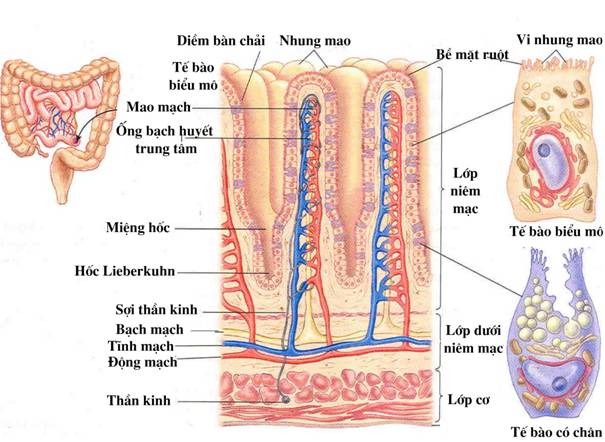 Diềm bàn chải
Nhung mao
Tế bào
biểu mô
Mao mạch
Ống bạch huyết
trung tâm
Miệng hốc
Hốc Lieberkuhn
Sợi thần kinh
Bạch mạch
Tĩnh mạch
Động mạch
Thần kinh
Bề mặt ruột
Vi nhung mao
Lớp
niêm
mạc
Lớp dưới
niêm mạc
Lớp cơ
Tế bào biểu mô
Tế bào có chân